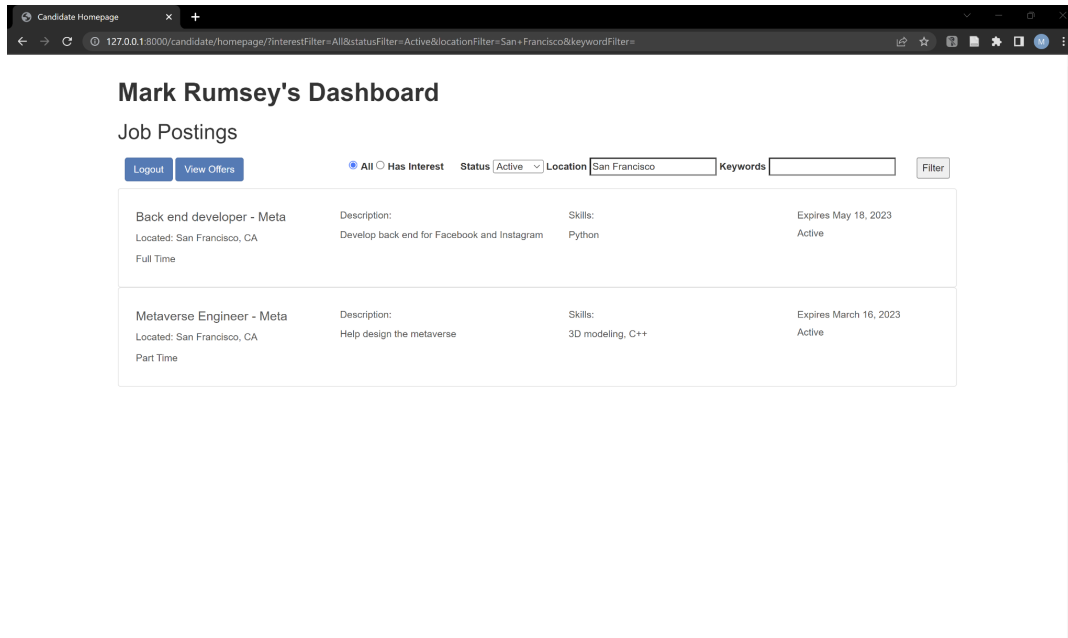 Candidate Homepage
127.0.0.1:8000/candidate/homepage/?interestFilter=All&statusFilter=Active&locationFilter=San+Francisco&keywordFilter=
M
Mark Rumsey's Dashboard
Job Postings
Logout View Offers All Has Interest Status Active Location San Francisco Keywords Filter
Back end developer - Meta
Located: San Francisco, CA
Full Time
Description:
Develop back end for Facebook and Instagram
Skills:
Python
Expires May 18, 2023
Active
Metaverse Engineer - Meta
Located: San Francisco, CA
Part Time
Description:
Help design the metaverse
Skills:
3D modeling, C++
Expires March 16, 2023
Active